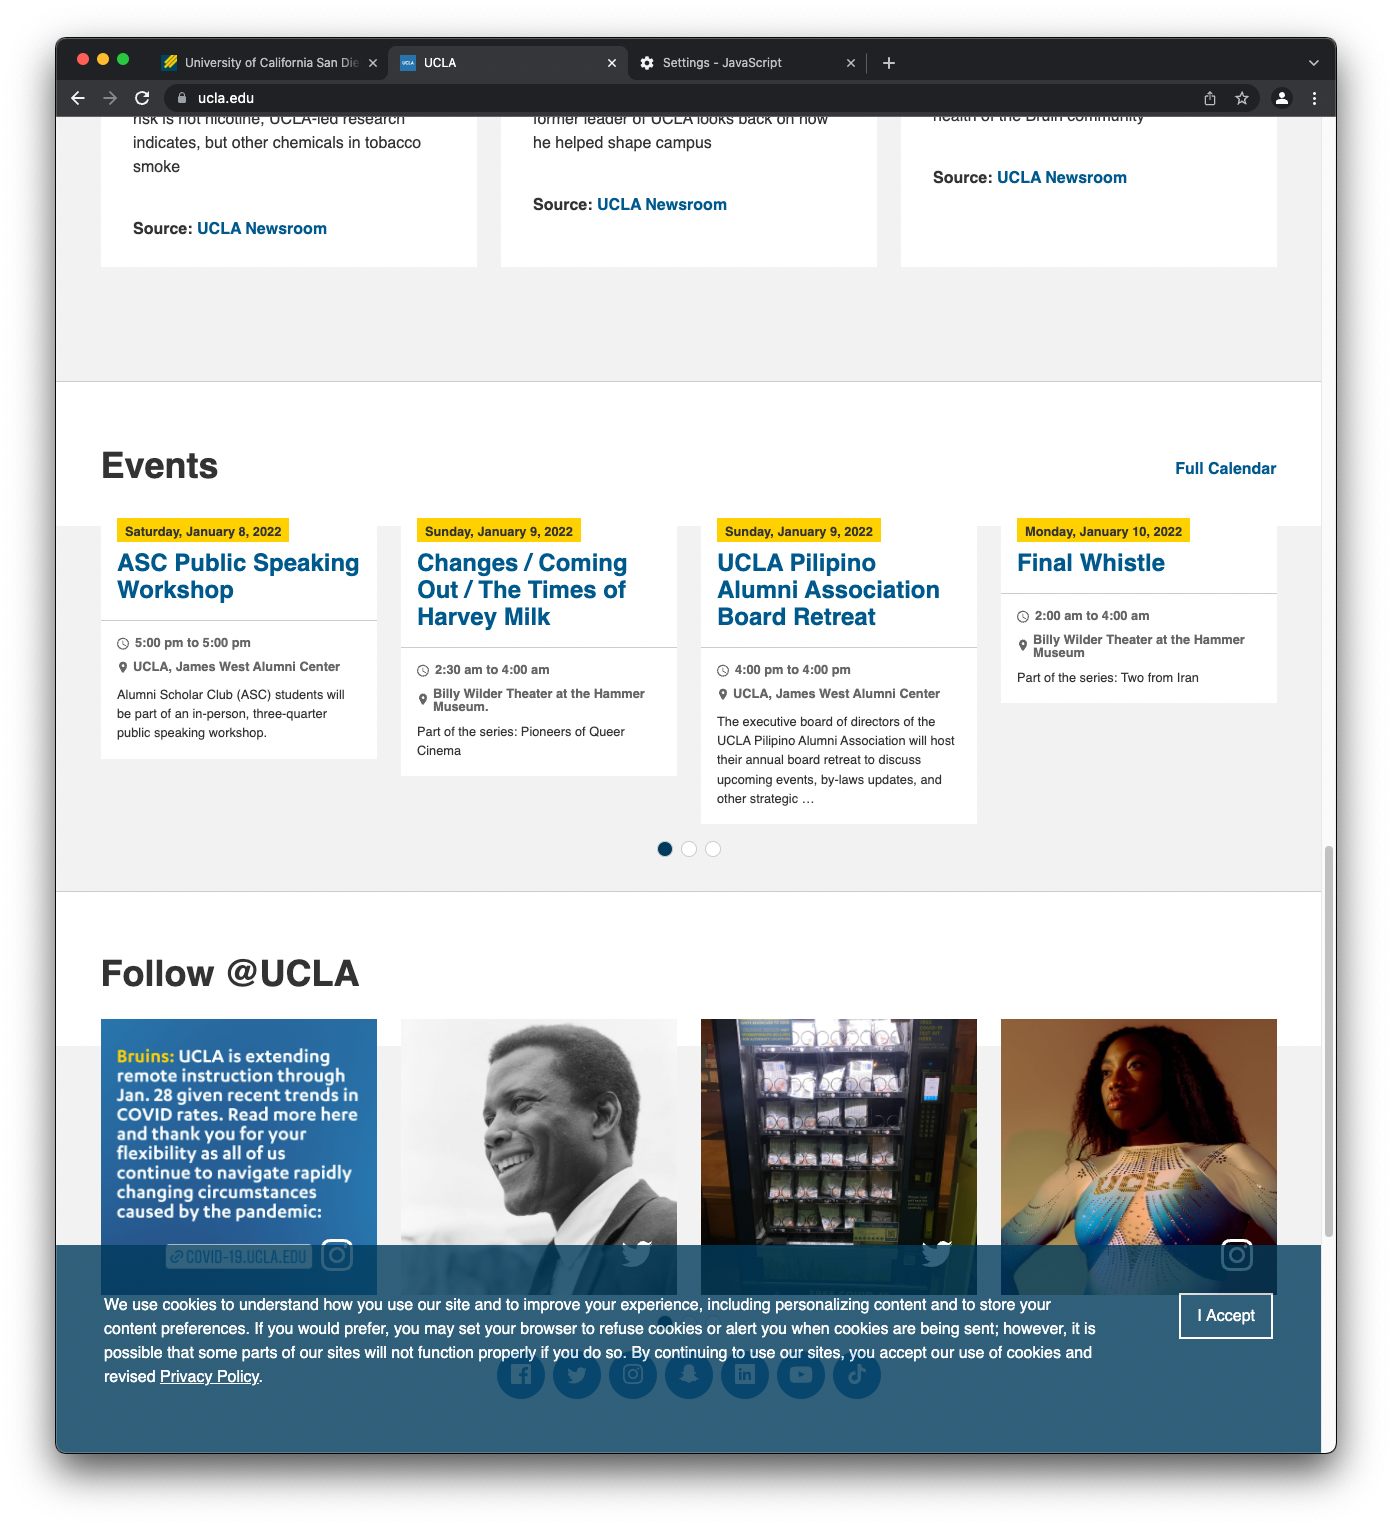 University of California San Die
UCLA
Settings - JavaScript
ucla.edu
risk is not nicotine, UCLA-led research
indicates, but other chemicals in tobacco
smoke
Source: UCLA Newsroom
former leader of UCLA looks back on how
he helped shape campus
Source: UCLA Newsroom
health of the Bruin community
Source: UCLA Newsroom
Events
Full Calendar
Saturday, January 8, 2022
ASC Public Speaking
Workshop
5:00 pm to 5:00 pm
UCLA, James West Alumni Center
Alumni Scholar Club (ASC) students will
be part of an in-person, three-quarter
public speaking workshop.
Sunday, January 9, 2022
Changes / Coming
Out / The Times of
Harvey Milk
2:30 am to 4:00 am
Billy Wilder Theater at the Hammer
Museum.
Part of the series: Pioneers of Queer
Cinema
Sunday, January 9, 2022
UCLA Pilipino
Alumni Association
Board Retreat
4:00 pm to 4:00 pm
UCLA, James West Alumni Center
The executive board of directors of the
UCLA Pilipino Alumni Association will host
their annual board retreat to discuss
upcoming events, by-laws updates, and
other strategic …
Monday, January 10, 2022
Final Whistle
2:00 am to 4:00 am
Billy Wilder Theater at the Hammer
Museum
Part of the series: Two from Iran
Follow @UCLA
Bruins: UCLA is extending
remote instruction through
Jan. 28 given recent trends in
COVID rates. Read more here
and thank you for your
flexibility as all of us
continue to navigate rapidly
changing circumstances
caused by the pandemic:
COVID-19.UCLA.EDU
UCLA
We use cookies to understand how you use our site and to improve your experience, including personalizing content and to store your
content preferences. If you would prefer, you may set your browser to refuse cookies or alert you when cookies are being sent; however, it is
possible that some parts of our sites will not function properly if you do so. By continuing to use our sites, you accept our use of cookies and
revised Privacy Policy.
I Accept